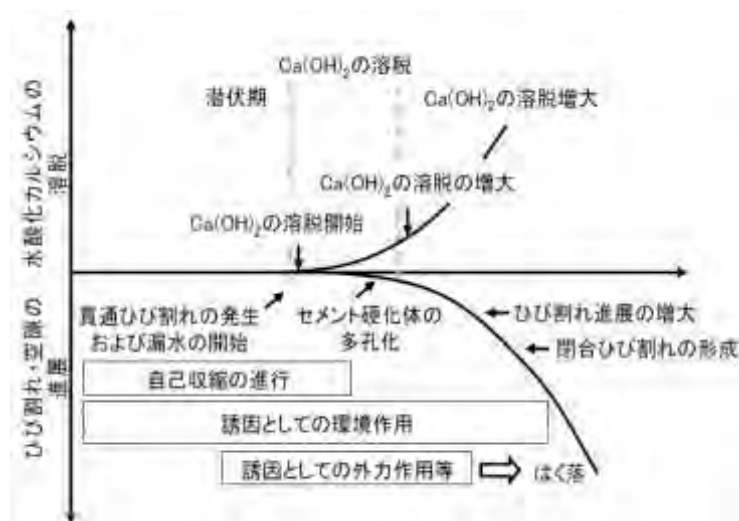 Ca(OH)₂の溶脱
潜伏期
Ca(OH)₂の溶脱増大
Ca(OH)₂の溶脱の増大
Ca(OH)₂の溶脱開始
水酸化カルシウムの
溶脱
ひび割れ・空隙の
進展
貫通ひび割れの発生
および漏水の開始
セメント硬化体の
多孔化
ひび割れ進展の増大
閉合ひび割れの形成
自己収縮の進行
誘因としての環境作用
誘因としての外力作用等
はく落